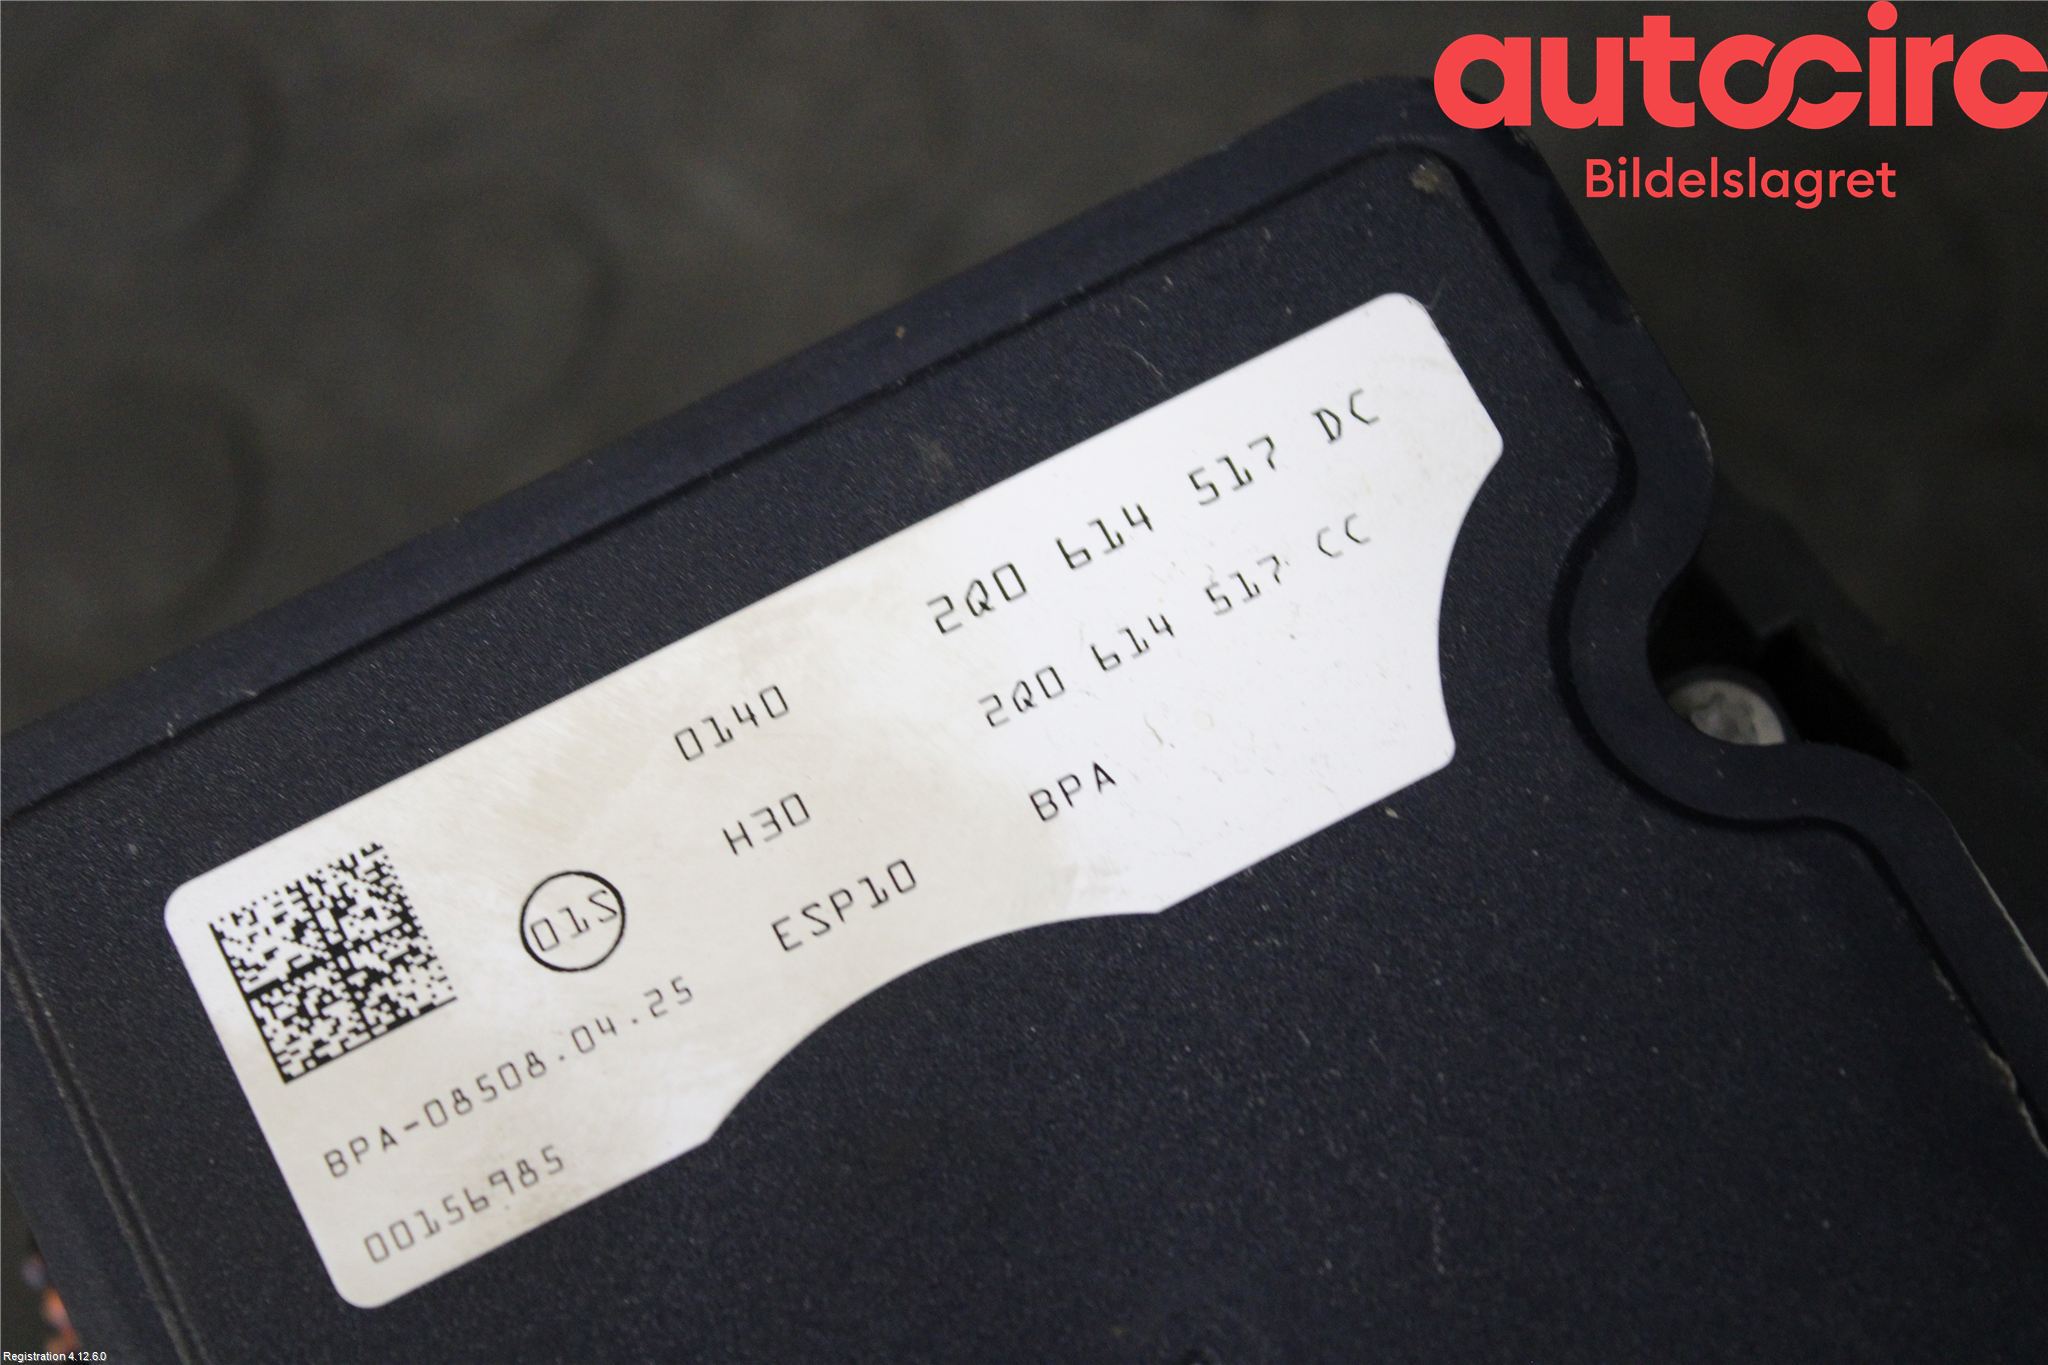 autocirc
Bildelslagret
2Q0 614 517 DC
2Q0 614 517 CC
BPA
0140
H30
ESP10
01S
BPA-08508.04.25
00156985
Registration 4.12.6.0